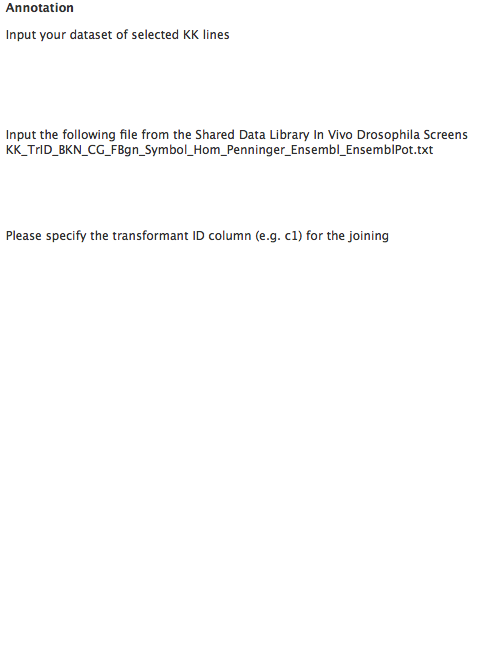 Annotation
Input your dataset of selected KK lines
Input the following file from the Shared Data Library In Vivo Drosophila Screens
KK_TrID_BKN_CG_FBgn_Symbol_Hom_Penninger_Ensembl_EnsemblPot.txt
Please specify the transformant ID column (e.g. c1) for the joining